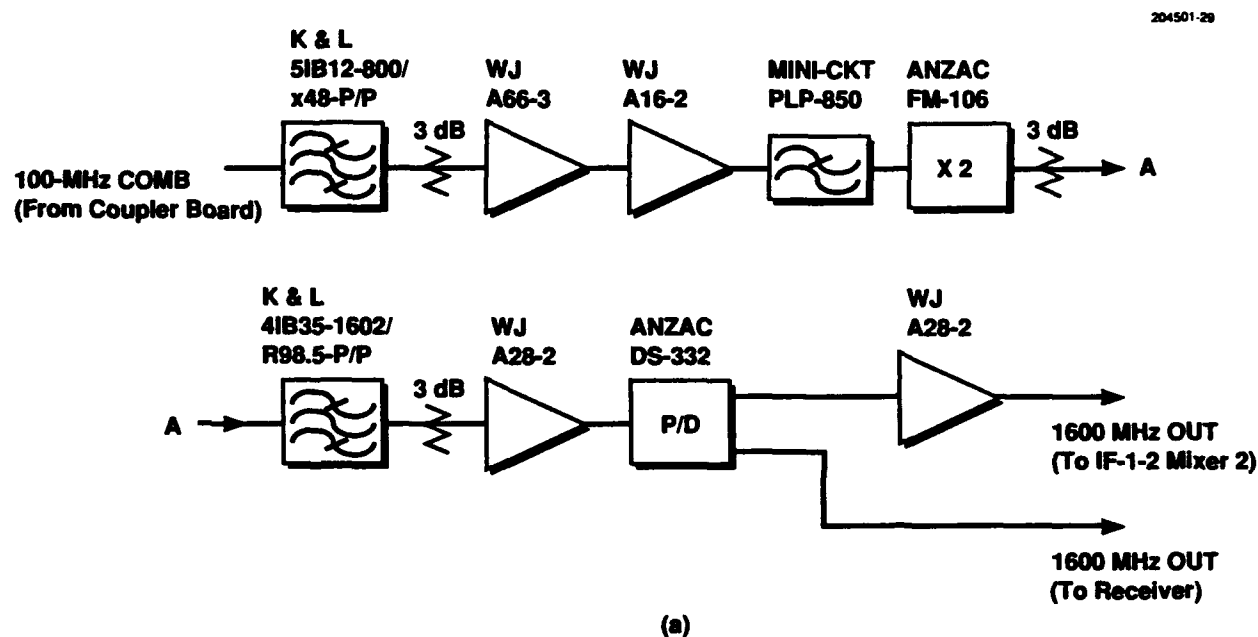 204501-29
K & L
5IB12-800/
x48-P/P
3 dB
WJ
A66-3
WJ
A16-2
MINI-CKT
PLP-850
ANZAC
FM-106
X 2
3 dB
A
100-MHz COMB
(From Coupler Board)
K & L
4IB35-1602/
R98.5-P/P
3 dB
WJ
A28-2
ANZAC
DS-332
P/D
WJ
A28-2
A
1600 MHz OUT
(To IF-1-2 Mixer 2)
1600 MHz OUT
(To Receiver)
(a)